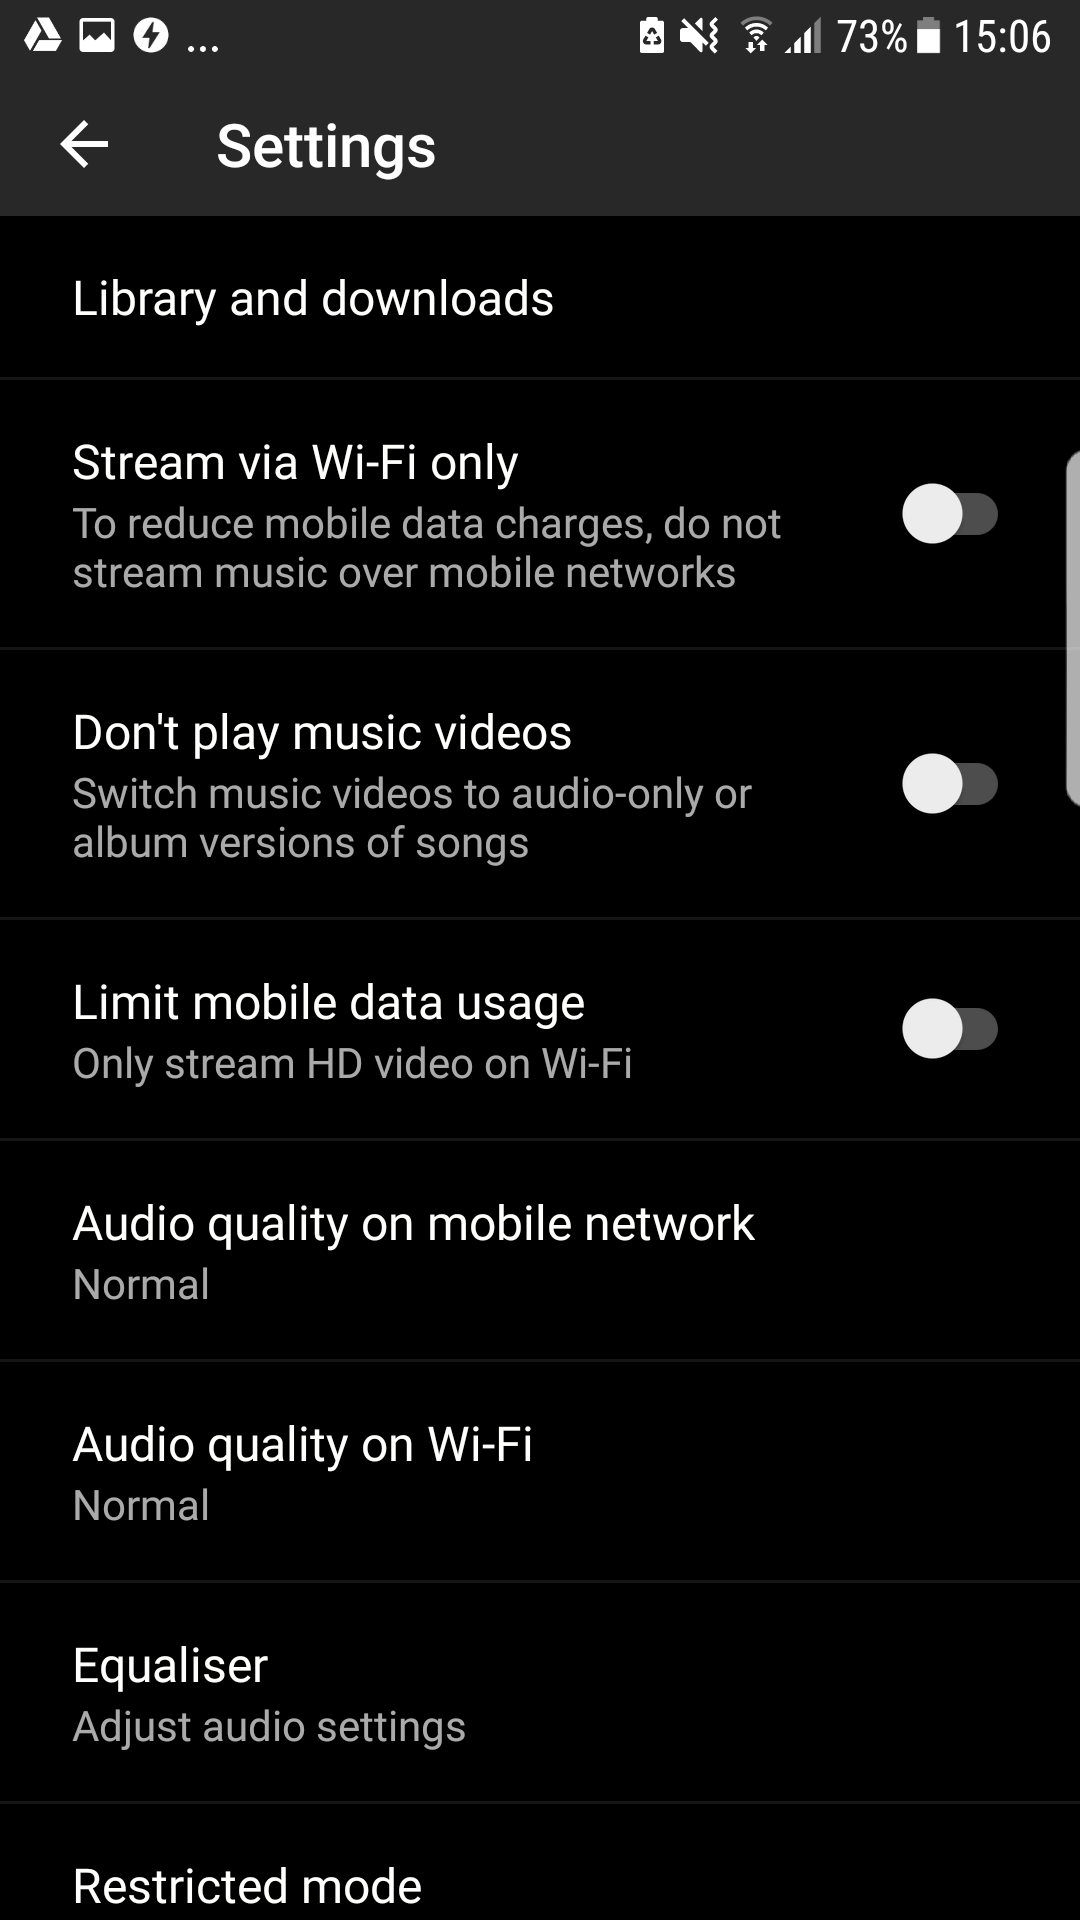 ... 73% 15:06
Settings
Library and downloads
Stream via Wi-Fi only
To reduce mobile data charges, do not
stream music over mobile networks
Don't play music videos
Switch music videos to audio-only or
album versions of songs
Limit mobile data usage
Only stream HD video on Wi-Fi
Audio quality on mobile network
Normal
Audio quality on Wi-Fi
Normal
Equaliser
Adjust audio settings
Restricted mode